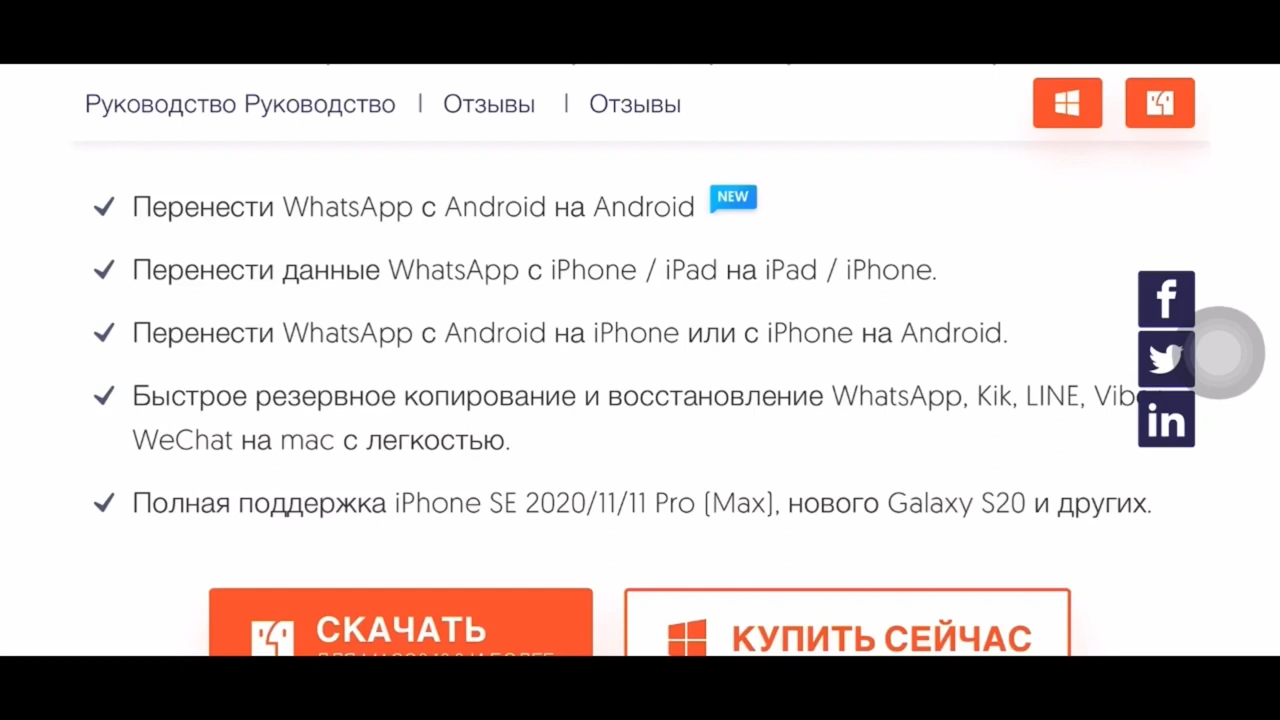 Руководство Руководство | Отзывы | Отзывы
Перенести WhatsApp с Android на Android NEW
Перенести данные WhatsApp с iPhone / iPad на iPad / iPhone.
Перенести WhatsApp с Android на iPhone или с iPhone на Android.
Быстрое резервное копирование и восстановление WhatsApp, Kik, LINE,
WeChat на mac с легкостью.
Полная поддержка iPhone SE 2020/11/11 Pro (Max), нового Galaxy S20 и других.
СКАЧАТЬ
КУПИТЬ СЕЙЧАС